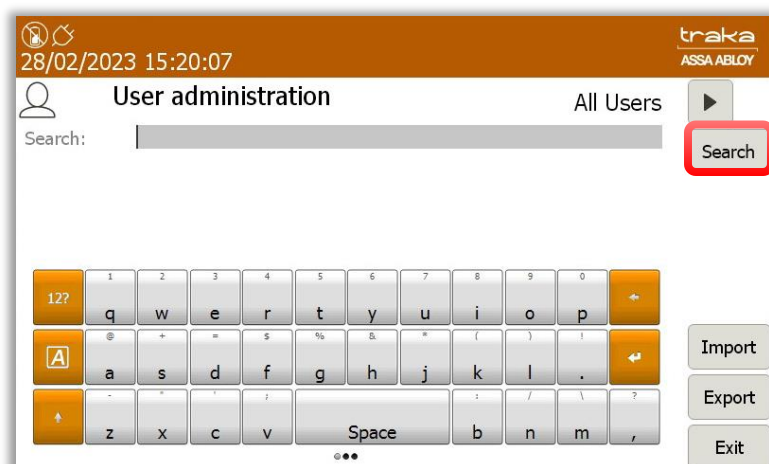 28/02/2023 15:20:07
traka
ASSA ABLOY
User administration
All Users
Search:
Search
1 2 3 4 5 6 7 8 9 0
12? q w e r t y u i o p
@ + = $ % & * ( ) !
A a s d f g h j k l .
- " ' ; : / \ ?
z x c v Space b n m ,
Import
Export
Exit